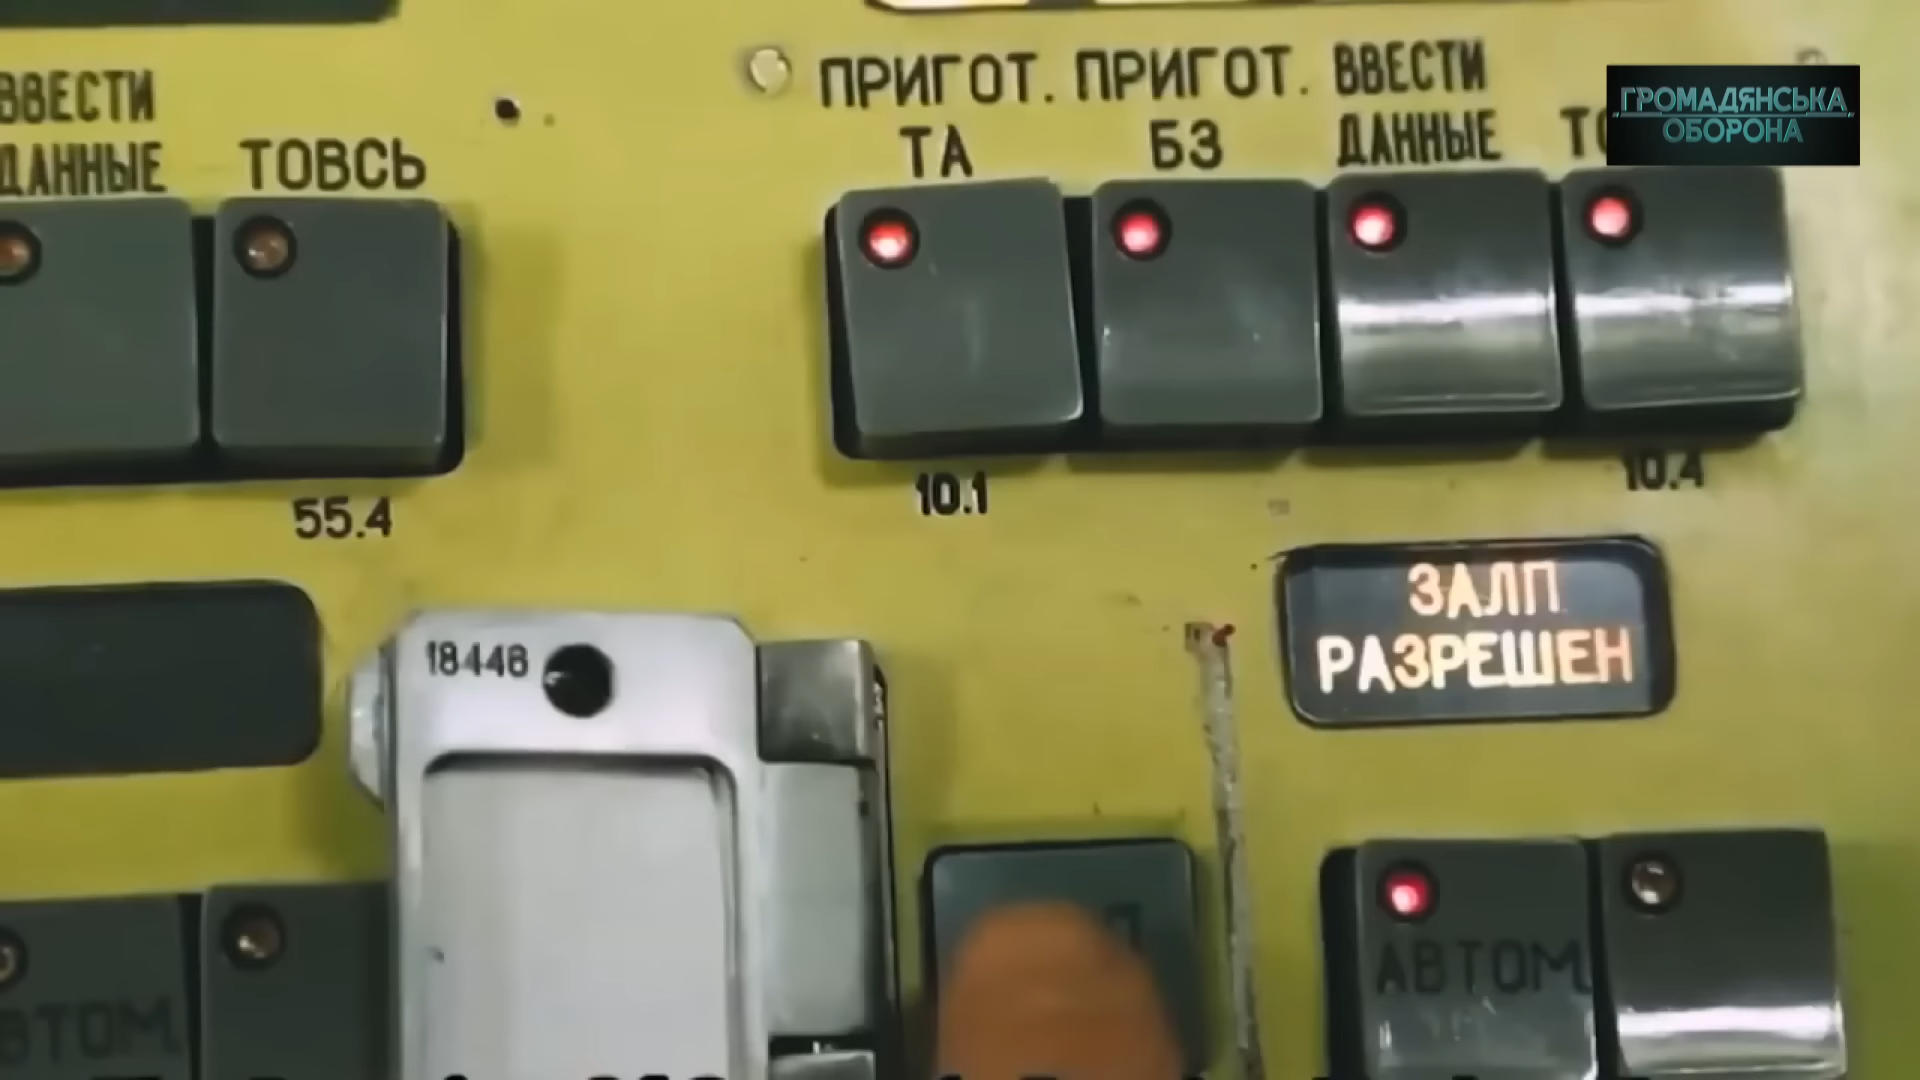 ВВЕСТИ
ДАННЫЕ
ТОВСЬ
ПРИГОТ.
ТА
ПРИГОТ.
БЗ
ВВЕСТИ
ДАННЫЕ
ГРОМАДЯНСЬКА
ОБОРОНА
55.4
10.1
10.4
ЗАЛП
РАЗРЕШЕН
18446
АВТОМ.